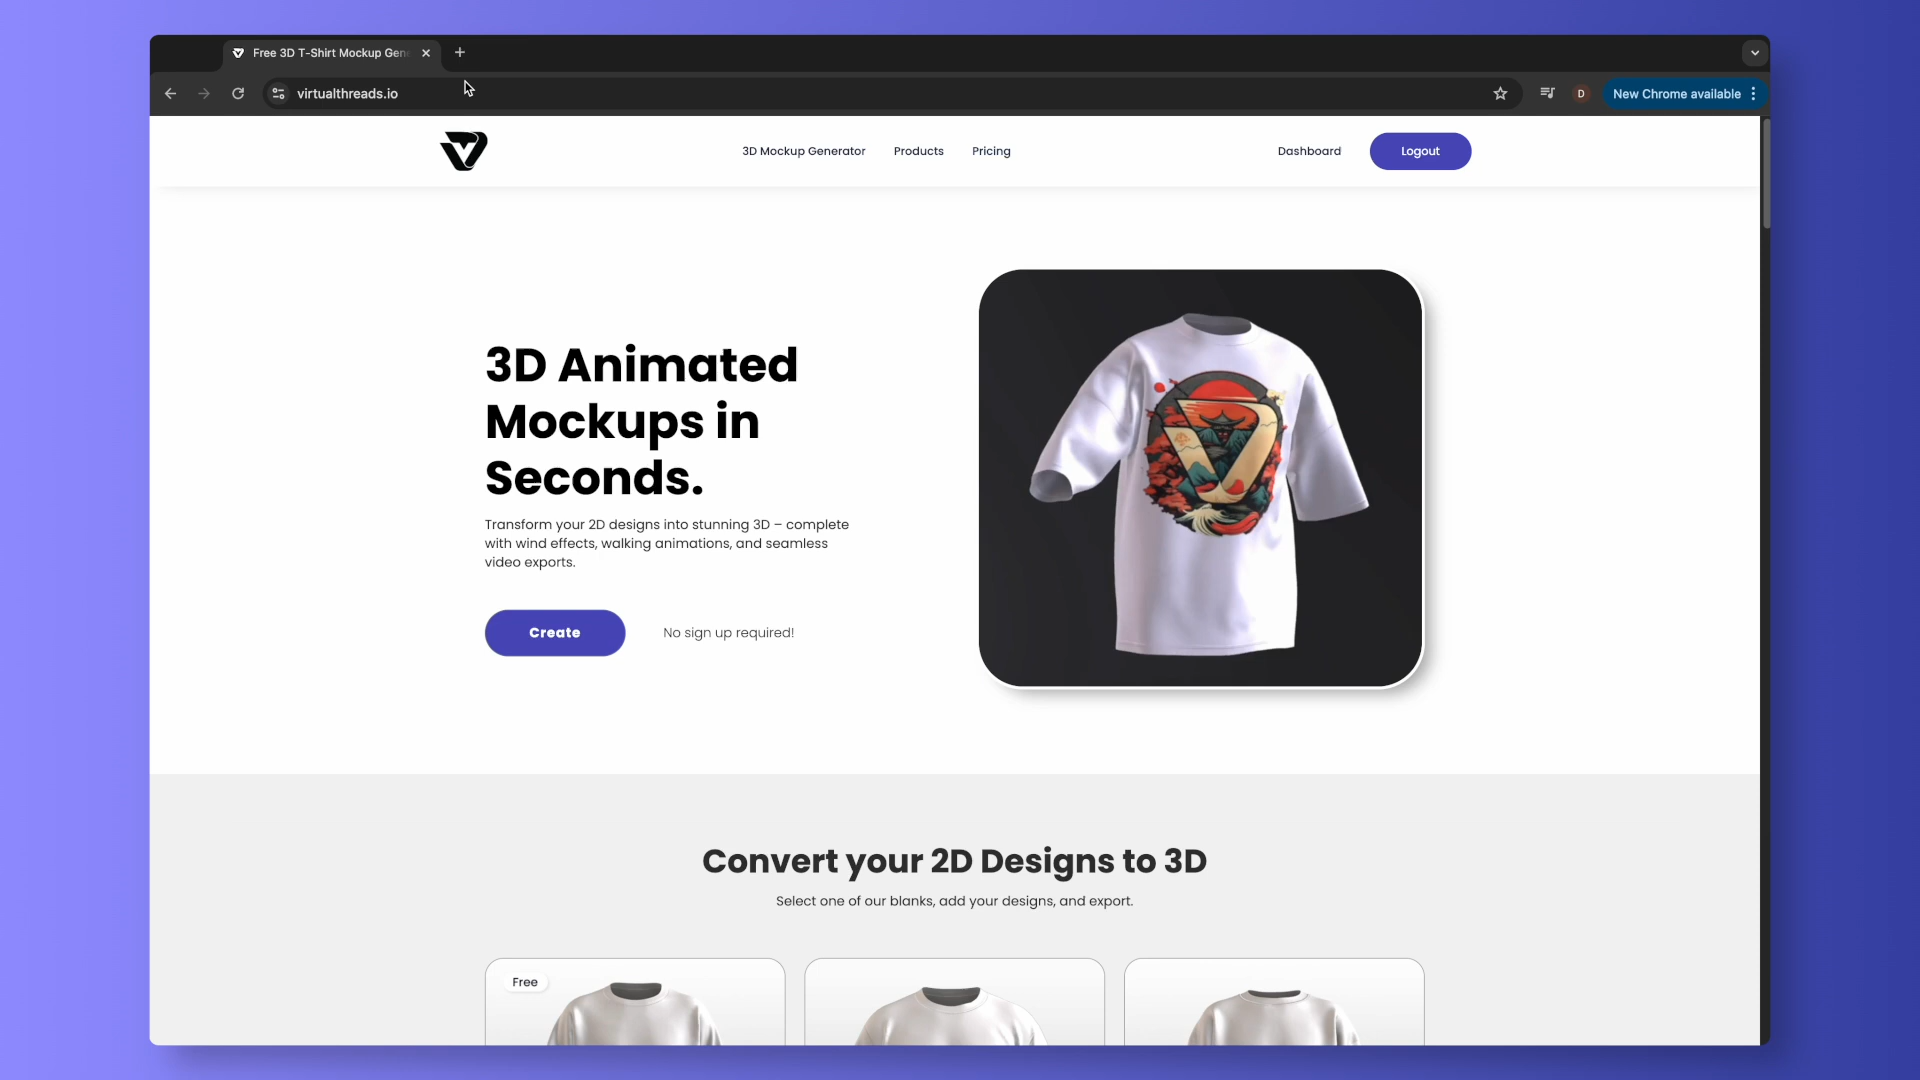 Free 3D T-Shirt Mockup Gen
virtualthreads.io
D
New Chrome available
3D Mockup Generator
Products
Pricing
Dashboard
Logout
3D Animated
Mockups in
Seconds.
Transform your 2D designs into stunning 3D – complete
with wind effects, walking animations, and seamless
video exports.
Create
No sign up required!
Convert your 2D Designs to 3D
Select one of our blanks, add your designs, and export.
Free